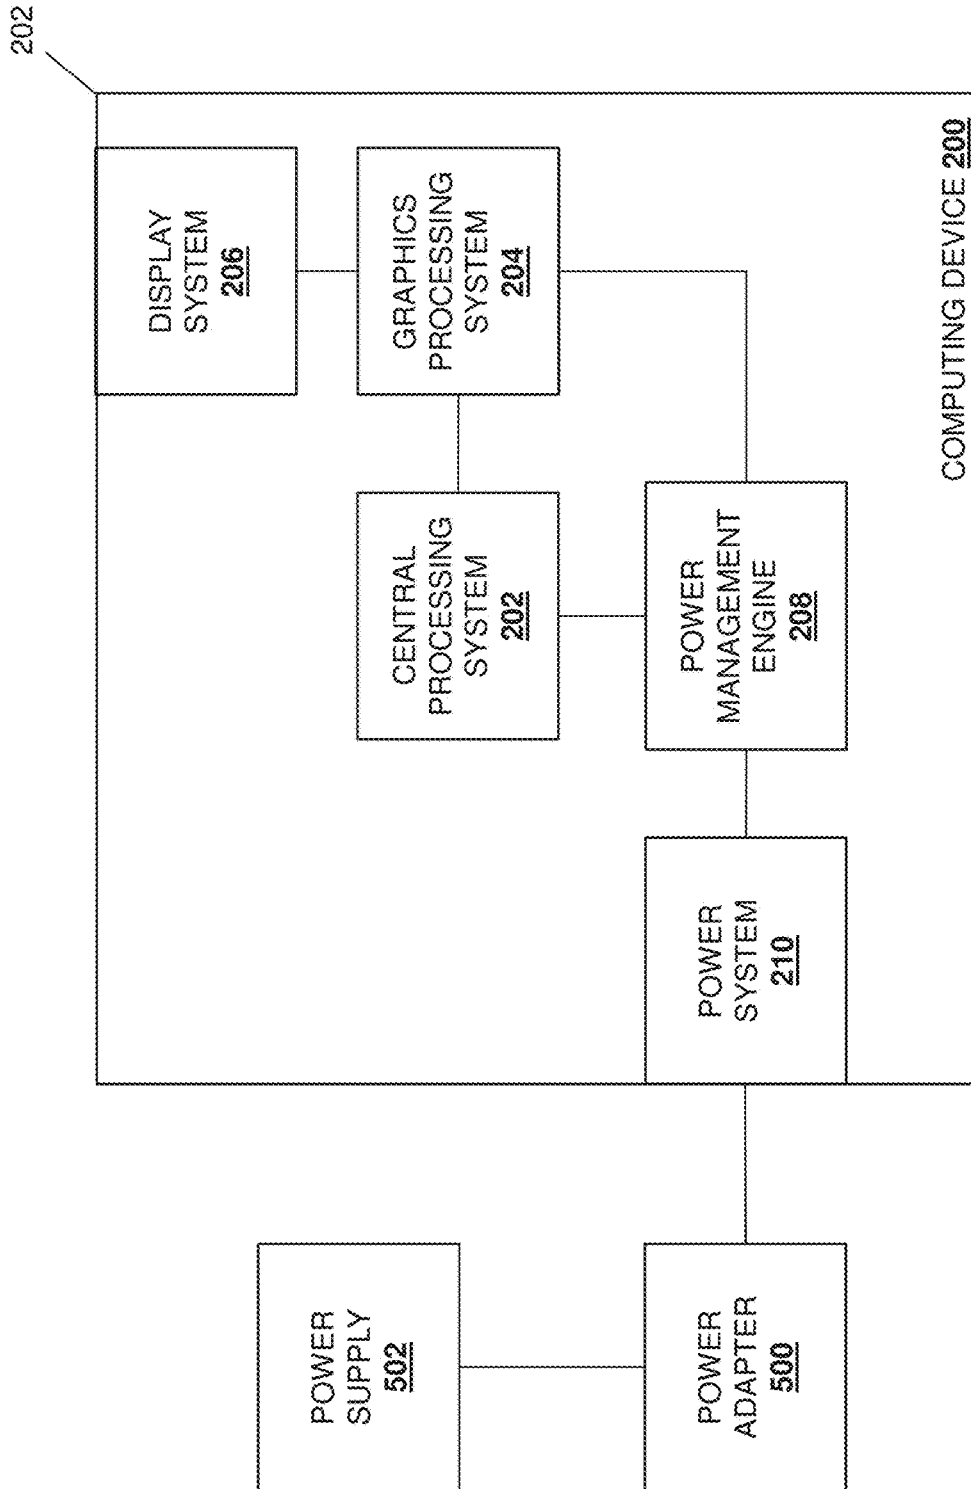 202
DISPLAY
SYSTEM
206
GRAPHICS
PROCESSING
SYSTEM
204
CENTRAL
PROCESSING
SYSTEM
202
POWER
MANAGEMENT
ENGINE
208
POWER
SYSTEM
210
COMPUTING DEVICE 200
POWER
SUPPLY
502
POWER
ADAPTER
500